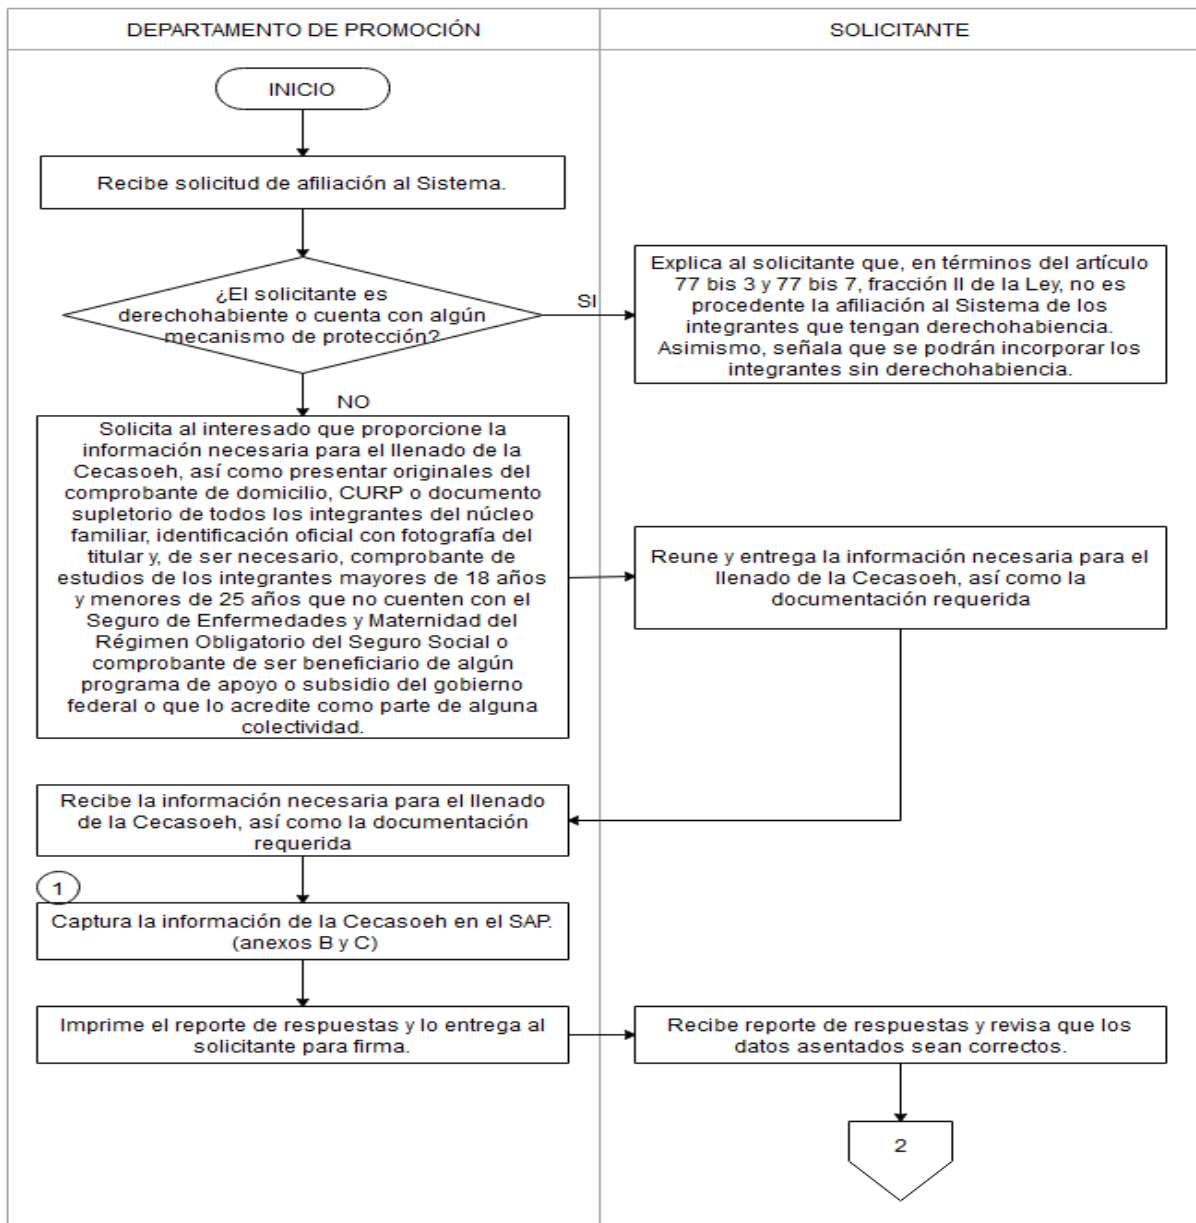 DEPARTAMENTO DE PROMOCIÓN
SOLICITANTE
INICIO
Recibe solicitud de afiliación al Sistema.
¿El solicitante es
derechohabiente o cuenta con algún
mecanismo de protección?
SI
Explica al solicitante que, en términos del artículo
77 bis 3 y 77 bis 7, fracción II de la Ley, no es
procedente la afiliación al Sistema de los
integrantes que tengan derechohabiencia.
Asimismo, señala que se podrán incorporar los
integrantes sin derechohabiencia.
NO
Solicita al interesado que proporcione la
información necesaria para el llenado de la
Cecasoeh, así como presentar originales del
comprobante de domicilio, CURP o documento
supletorio de todos los integrantes del núcleo
familiar, identificación oficial con fotografía del
titular y, de ser necesario, comprobante de
estudios de los integrantes mayores de 18 años
y menores de 25 años que no cuenten con el
Seguro de Enfermedades y Maternidad del
Régimen Obligatorio del Seguro Social o
comprobante de ser beneficiario de algún
programa de apoyo o subsidio del gobierno
federal o que lo acredite como parte de alguna
colectividad.
Reune y entrega la información necesaria para el
llenado de la Cecasoeh, así como la
documentación requerida
Recibe la información necesaria para el llenado
de la Cecasoeh, así como la documentación
requerida
1
Captura la información de la Cecasoeh en el SAP.
(anexos B y C)
Imprime el reporte de respuestas y lo entrega al
solicitante para firma.
Recibe reporte de respuestas y revisa que los
datos asentados sean correctos.
2